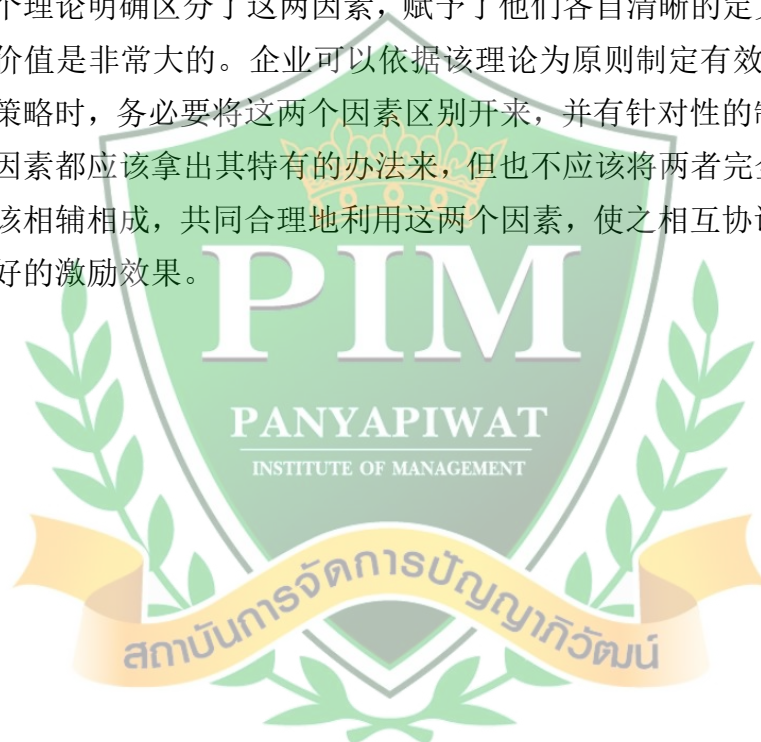 个理论明确区分了这两因素，赋予了他们各自清晰的定义
价值是非常大的。企业可以依据该理论为原则制定有效
策略时，务必要将这两个因素区别开来，并有针对性的制
因素都应该拿出其特有的办法来，但也不应该将两者完全
该相辅相成，共同合理地利用这两个因素，使之相互协调
好的激励效果。
PIM
PANYAPIWAT
INSTITUTE OF MANAGEMENT
สถาบันการจัดการปัญญาภิวัฒน์